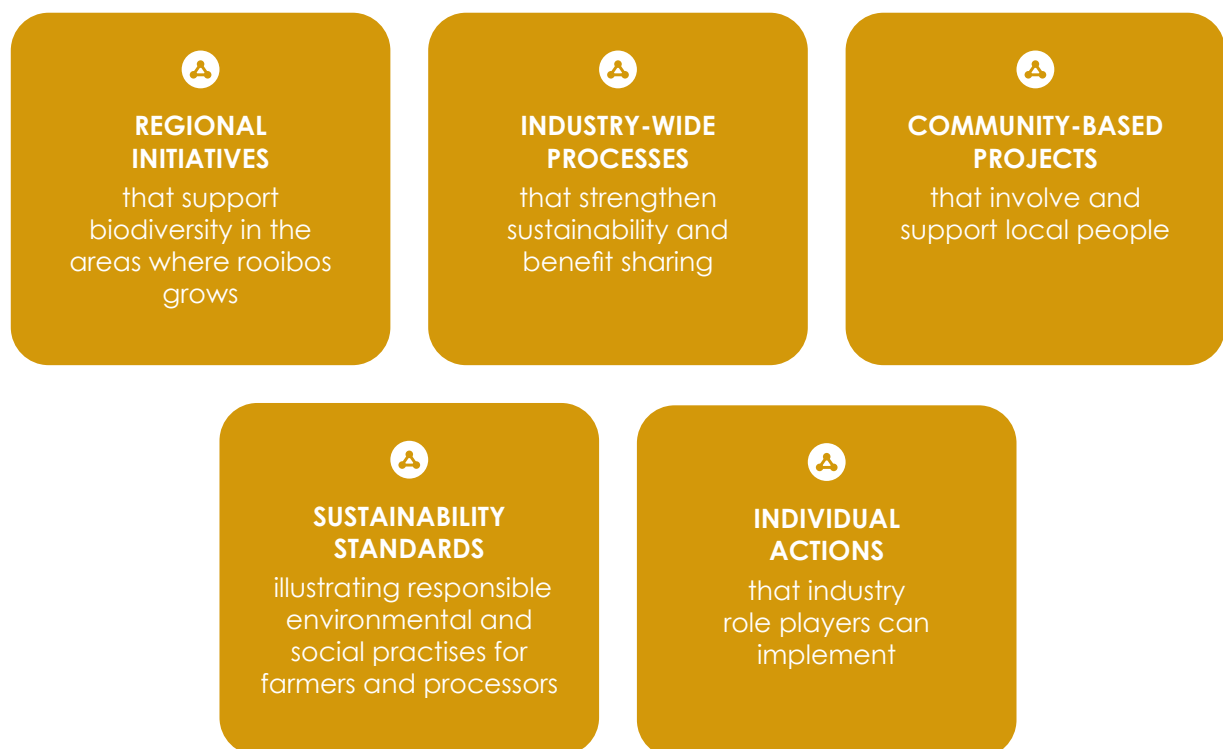 REGIONAL
INITIATIVES
that support
biodiversity in the
areas where rooibos
grows
INDUSTRY-WIDE
PROCESSES
that strengthen
sustainability and
benefit sharing
COMMUNITY-BASED
PROJECTS
that involve and
support local people
SUSTAINABILITY
STANDARDS
illustrating responsible
environmental and
social practises for
farmers and processors
INDIVIDUAL
ACTIONS
that industry
role players can
implement